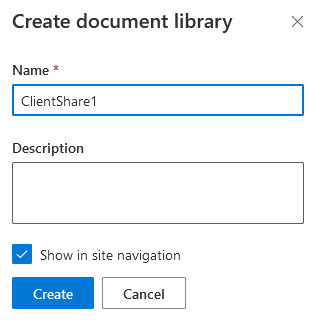 Create document library
Name *
ClientShare1
Description
Show in site navigation
Create Cancel